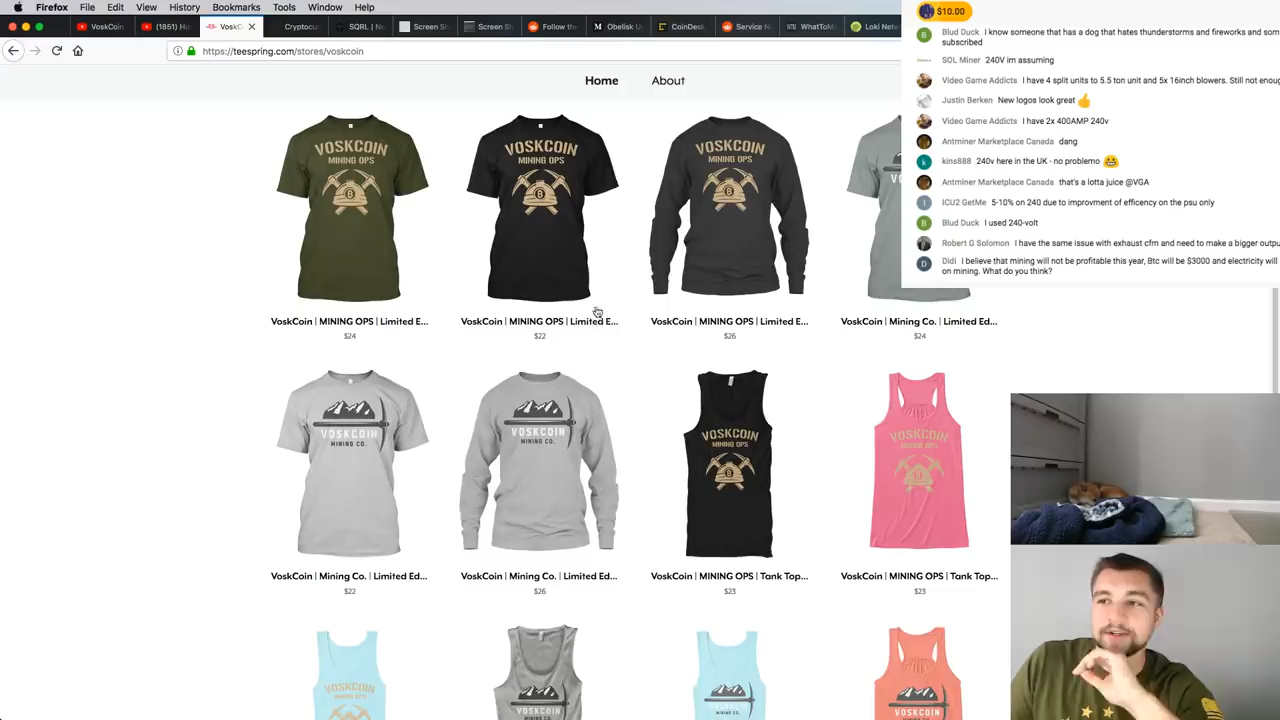 Firefox File Edit View History Bookmarks Tools Window Help
VoskCoin
(1851) Ho
VoskC
Cryptocur
SQRL | N
Screen Sh
Screen Sh
Follow the
Obelisk U
CoinDesk
Service N
WhatToMi
Loki Netw
https://teespring.com/stores/voskcoin
Home About
$10.00
Blud Duck I know someone that has a dog that hates thunderstorms and fireworks and som
subscribed
SOL Miner 240V im assuming
Video Game Addicts I have 4 split units to 5.5 ton unit and 5x 16inch blowers. Still not enoug
Justin Berken New logos look great
Video Game Addicts I have 2x 400AMP 240v
Antminer Marketplace Canada dang
kins888 240v here in the UK - no problemo
Antminer Marketplace Canada that's a lotta juice @VGA
ICU2 GetMe 5-10% on 240 due to improvment of efficency on the psu only
Blud Duck I used 240-volt
Robert G Solomon I have the same issue with exhaust cfm and need to make a bigger outpu
Didi I believe that mining will not be profitable this year, Btc will be $3000 and electricity will
on mining. What do you think?
VOSKCOIN
MINING OPS
VOSKCOIN
MINING OPS
VOSKCOIN
MINING OPS
VoskCoin | MINING OPS | Limited E...
$24
VoskCoin | MINING OPS | Limited E...
$22
VoskCoin | MINING OPS | Limited E...
$26
VoskCoin | Mining Co. | Limited Ed...
$24
VOSKCOIN
MINING CO.
VOSKCOIN
MINING CO.
VOSKCOIN
MINING OPS
VOSKCOIN
MINING OPS
VoskCoin | Mining Co. | Limited Ed...
$22
VoskCoin | Mining Co. | Limited Ed...
$26
VoskCoin | MINING OPS | Tank Top...
$23
VoskCoin | MINING OPS | Tank Top...
$23
VOSKCOIN
MINING OPS
VOSKCOIN
VOSKCOIN
VOSKCOIN